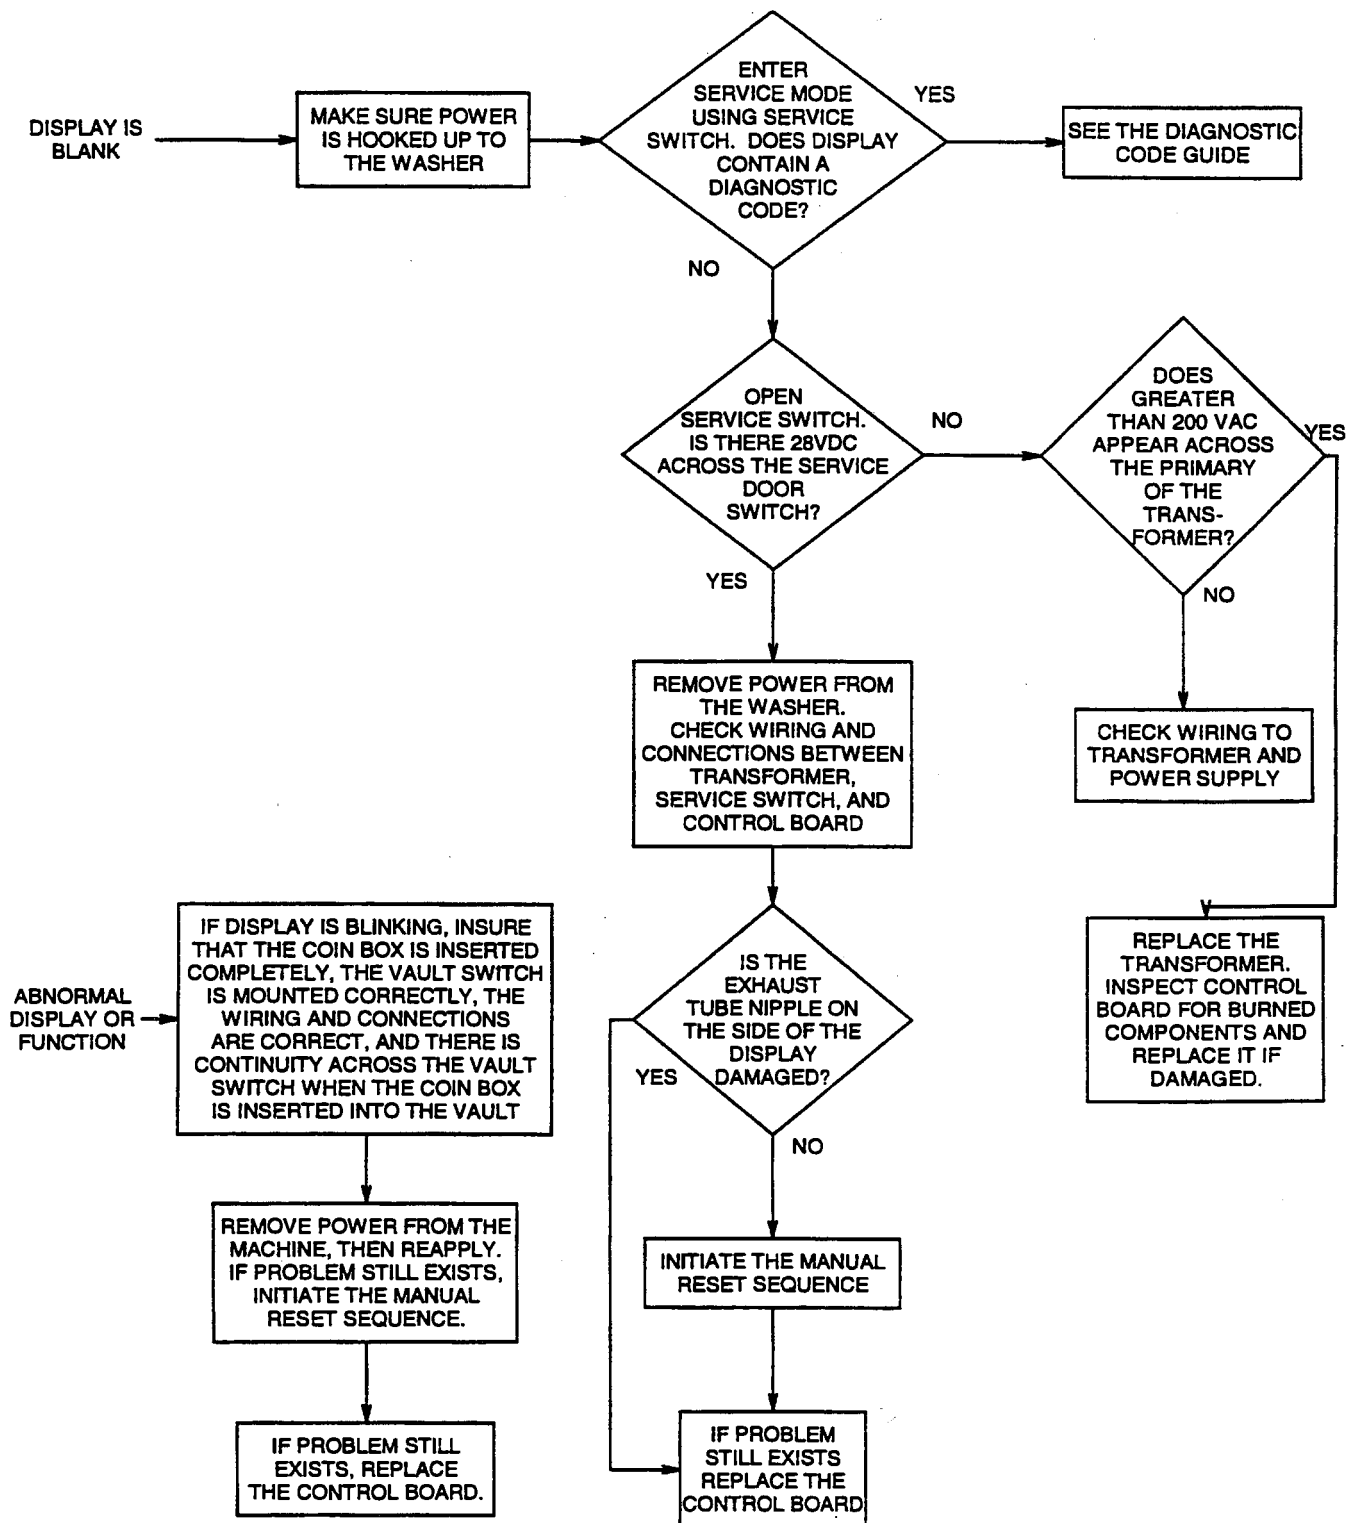 DISPLAY IS
BLANK
MAKE SURE POWER
IS HOOKED UP TO
THE WASHER
ENTER
SERVICE MODE
USING SERVICE
SWITCH. DOES DISPLAY
CONTAIN A
DIAGNOSTIC
CODE?
YES
SEE THE DIAGNOSTIC
CODE GUIDE
NO
OPEN
SERVICE SWITCH.
IS THERE 28VDC
ACROSS THE SERVICE
DOOR
SWITCH?
NO
DOES
GREATER
THAN 200 VAC
APPEAR ACROSS
THE PRIMARY
OF THE
TRANS-
FORMER?
YES
NO
CHECK WIRING TO
TRANSFORMER AND
POWER SUPPLY
REPLACE THE
TRANSFORMER.
INSPECT CONTROL
BOARD FOR BURNED
COMPONENTS AND
REPLACE IT IF
DAMAGED.
YES
REMOVE POWER FROM
THE WASHER.
CHECK WIRING AND
CONNECTIONS BETWEEN
TRANSFORMER,
SERVICE SWITCH, AND
CONTROL BOARD
IS THE
EXHAUST
TUBE NIPPLE ON
THE SIDE OF THE
DISPLAY
DAMAGED?
YES
NO
INITIATE THE MANUAL
RESET SEQUENCE
IF PROBLEM
STILL EXISTS
REPLACE THE
CONTROL BOARD
ABNORMAL
DISPLAY OR
FUNCTION
IF DISPLAY IS BLINKING, INSURE
THAT THE COIN BOX IS INSERTED
COMPLETELY, THE VAULT SWITCH
IS MOUNTED CORRECTLY, THE
WIRING AND CONNECTIONS
ARE CORRECT, AND THERE IS
CONTINUITY ACROSS THE VAULT
SWITCH WHEN THE COIN BOX
IS INSERTED INTO THE VAULT
REMOVE POWER FROM THE
MACHINE, THEN REAPPLY.
IF PROBLEM STILL EXISTS,
INITIATE THE MANUAL
RESET SEQUENCE.
IF PROBLEM STILL
EXISTS, REPLACE
THE CONTROL BOARD.